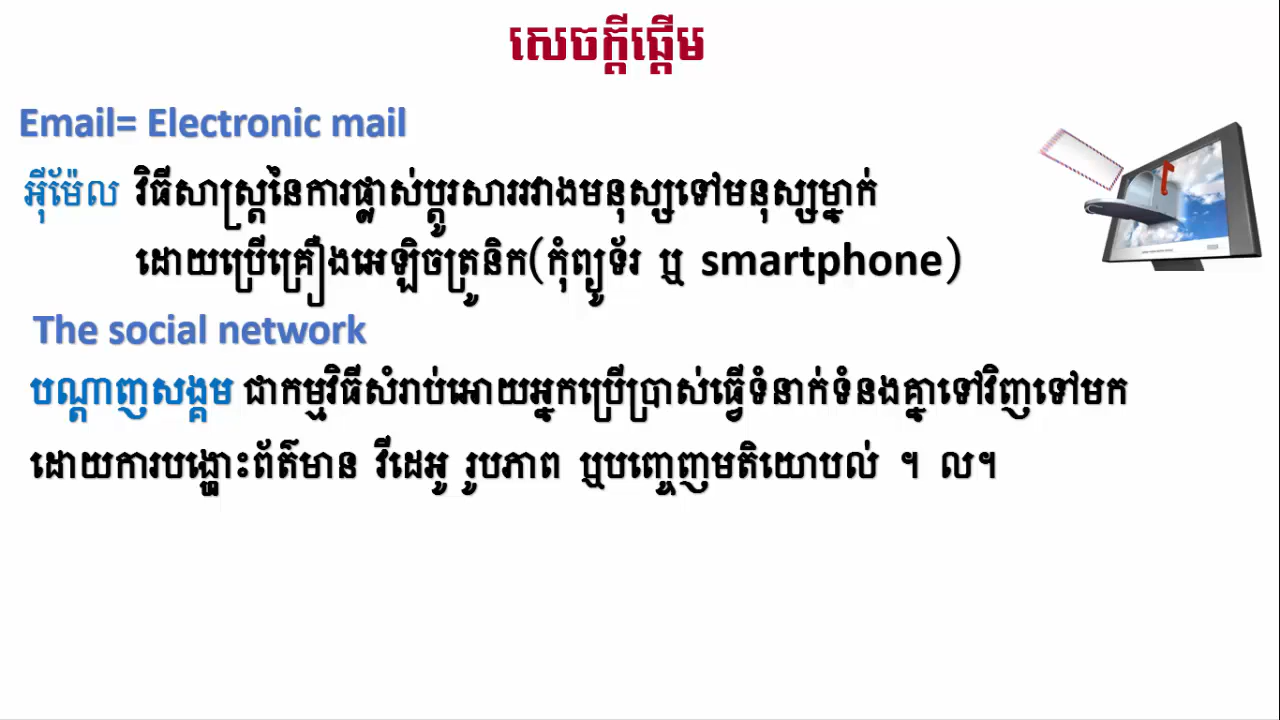 សេចក្តីផ្តើម
Email= Electronic mail
អ៊ីម៉ែល វិធីសាស្ត្រនៃការផ្លាស់ប្តូរសាររវាងមនុស្សទៅមនុស្សម្នាក់
ដោយប្រើគ្រឿងអេឡិចត្រូនិក(កុំព្យូទ័រ ឬ smartphone)
The social network
បណ្តាញសង្គម ជាកម្មវិធីសំរាប់អោយអ្នកប្រើប្រាស់ធ្វើទំនាក់ទំនងគ្នាទៅវិញទៅមក
ដោយការបង្ហោះព័ត៌មាន វីដេអូ រូបភាព ឬបញ្ចេញមតិយោបល់ ។ ល។